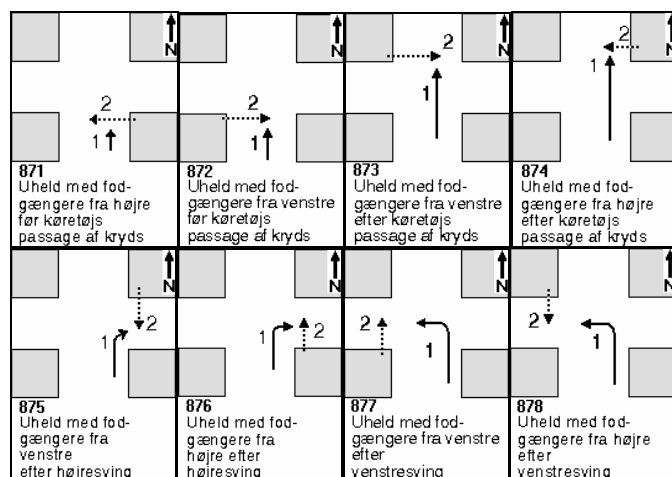 N
2
1
871
Uheld med fod-
gængere fra højre
før køretøjs
passage af kryds
N
2
1
872
Uheld med fod-
gængere fra venstre
før køretøjs
passage af kryds
N
2
1
873
Uheld med fod-
gængere fra venstre
efter køretøjs
passage af kryds
N
2
1
874
Uheld med fod-
gængere fra højre
efter køretøjs
passage af kryds
N
1
2
875
Uheld med fod-
gængere fra
venstre
efter højresving
N
1
2
876
Uheld med fod-
gængere fra
højre efter
højresving
N
2
1
877
Uheld med fod-
gængere fra venstre
efter
venstresving
N
2
1
878
Uheld med fod-
gængere fra højre
efter
venstresving